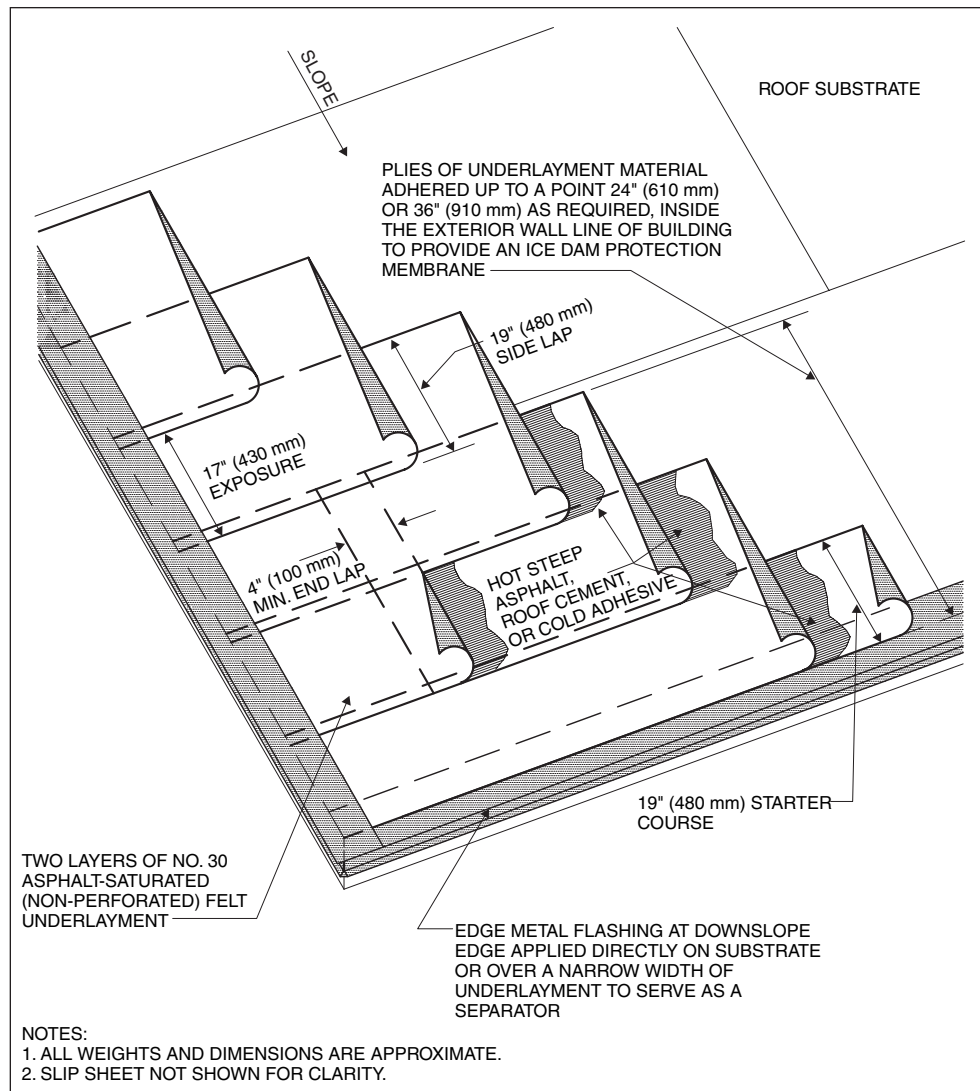 SLOPE
ROOF SUBSTRATE
PLIES OF UNDERLAYMENT MATERIAL
ADHERED UP TO A POINT 24" (610 mm)
OR 36" (910 mm) AS REQUIRED, INSIDE
THE EXTERIOR WALL LINE OF BUILDING
TO PROVIDE AN ICE DAM PROTECTION
MEMBRANE
19" (480 mm)
SIDE LAP
17" (430 mm)
EXPOSURE
4" (100 mm)
MIN. END LAP
HOT STEEP
ASPHALT,
ROOF CEMENT,
OR COLD ADHESIVE
19" (480 mm) STARTER
COURSE
TWO LAYERS OF NO. 30
ASPHALT-SATURATED
(NON-PERFORATED) FELT
UNDERLAYMENT
EDGE METAL FLASHING AT DOWNSLOPE
EDGE APPLIED DIRECTLY ON SUBSTRATE
OR OVER A NARROW WIDTH OF
UNDERLAYMENT TO SERVE AS A
SEPARATOR
NOTES:
1. ALL WEIGHTS AND DIMENSIONS ARE APPROXIMATE.
2. SLIP SHEET NOT SHOWN FOR CLARITY.